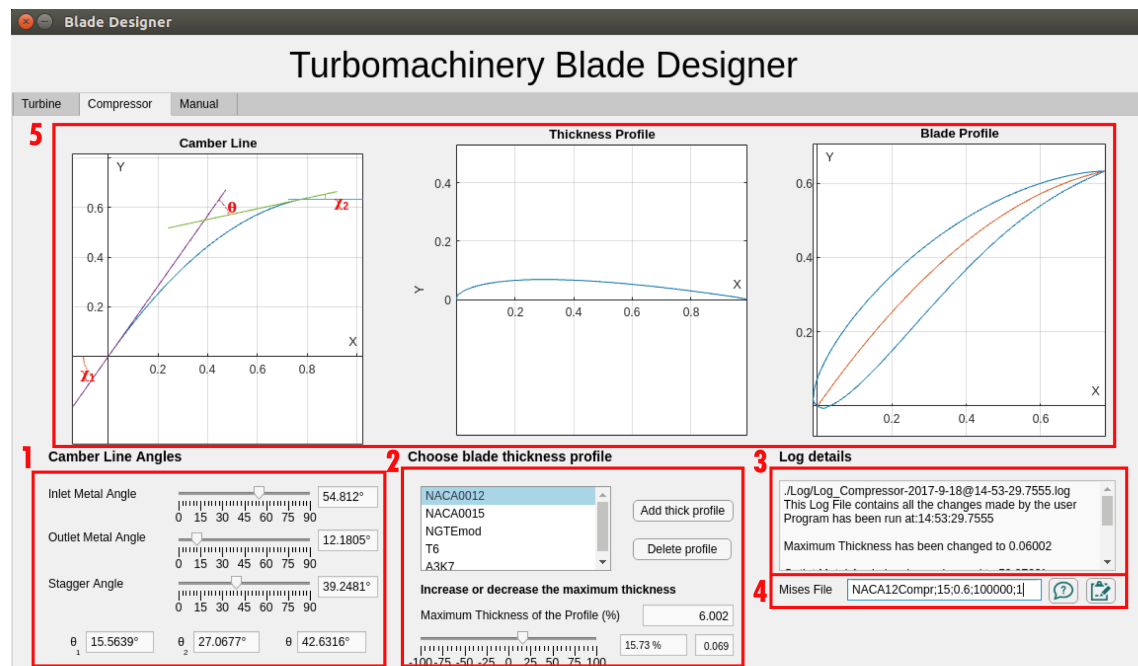 Blade Designer
Turbomachinery Blade Designer
Turbine Compressor Manual
5
Camber Line
Y
0.6
0.4
0.2
0.2 0.4 0.6 0.8
X
θ
χ2
χ1
Thickness Profile
Y
0.4
0.2
0
0.2 0.4 0.6 0.8
X
Blade Profile
Y
0.6
0.4
0.2
0.2 0.4 0.6
X
1
Camber Line Angles
Inlet Metal Angle 54.812°
0 15 30 45 60 75 90
Outlet Metal Angle 12.1805°
0 15 30 45 60 75 90
Stagger Angle 39.2481°
0 15 30 45 60 75 90
θ1 15.5639° θ2 27.0677° θ 42.6316°
2
Choose blade thickness profile
NACA0012
NACA0015
NGTEmod
T6
A3K7
Add thick profile
Delete profile
Increase or decrease the maximum thickness
Maximum Thickness of the Profile (%) 6.002
-100 -75 -50 -25 0 25 50 75 100
15.73 % 0.069
3
Log details
./Log/Log_Compressor-2017-9-18@14-53-29.7555.log
This Log File contains all the changes made by the user
Program has been run at:14:53:29.7555
Maximum Thickness has been changed to 0.06002
4
Mises File NACA12Compr;15;0.6;100000;1